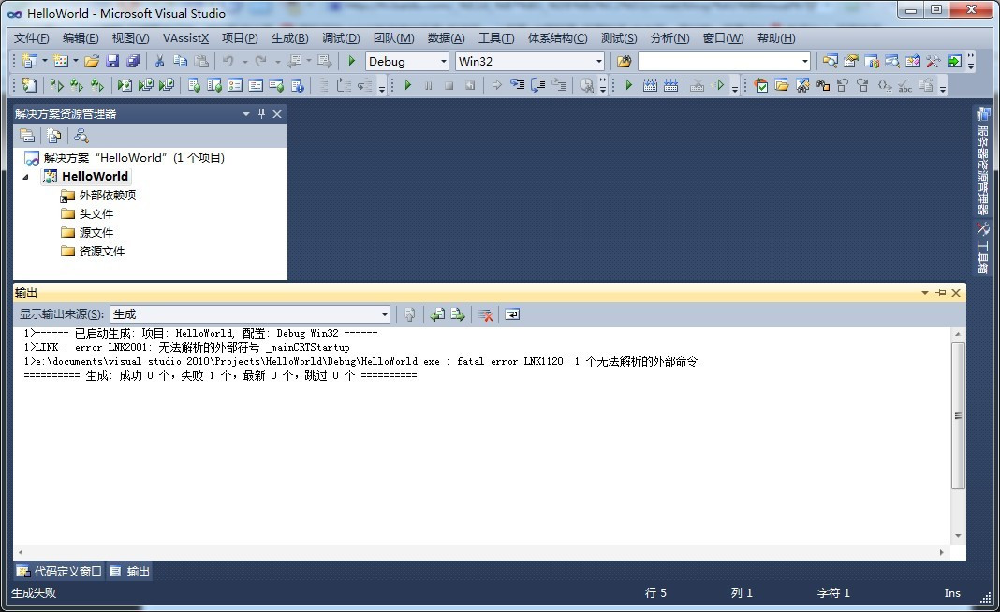 HelloWorld - Microsoft Visual Studio
文件(F) 编辑(E) 视图(V) VAssistX 项目(P) 生成(B) 调试(D) 团队(M) 数据(A) 工具(T) 体系结构(C) 测试(S) 分析(N) 窗口(W) 帮助(H)
Debug Win32
解决方案资源管理器
解决方案“HelloWorld”(1 个项目)
HelloWorld
外部依赖项
头文件
源文件
资源文件
服务器资源管理器
工具箱
输出
显示输出来源(S): 生成
1>------ 已启动生成: 项目: HelloWorld, 配置: Debug Win32 ------
1>LINK : error LNK2001: 无法解析的外部符号 _mainCRTStartup
1>e:\documents\visual studio 2010\Projects\HelloWorld\Debug\HelloWorld.exe : fatal error LNK1120: 1 个无法解析的外部命令
========== 生成: 成功 0 个，失败 1 个，最新 0 个，跳过 0 个 ==========
代码定义窗口 输出
生成失败 行 5 列 1 字符 1 Ins